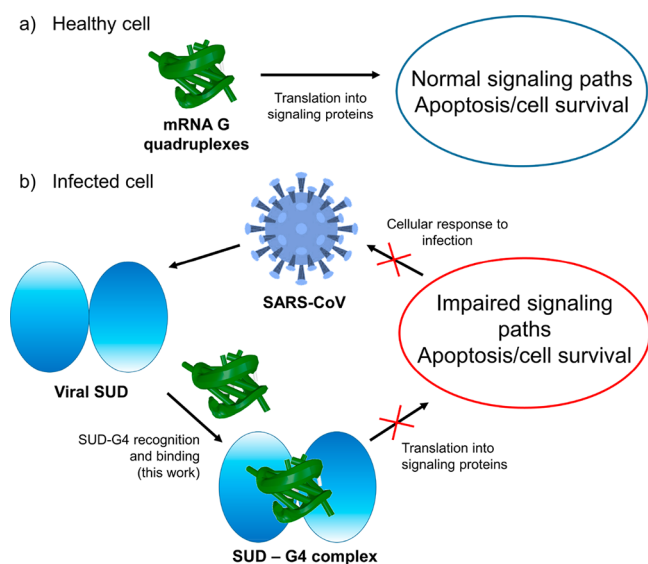 a) Healthy cell
mRNA G
quadruplexes
Translation into
signaling proteins
Normal signaling paths
Apoptosis/cell survival
b) Infected cell
SARS-CoV
Cellular response to
infection
Viral SUD
Impaired signaling
paths
Apoptosis/cell survival
SUD-G4 recognition
and binding
(this work)
Translation into
signaling proteins
SUD – G4 complex